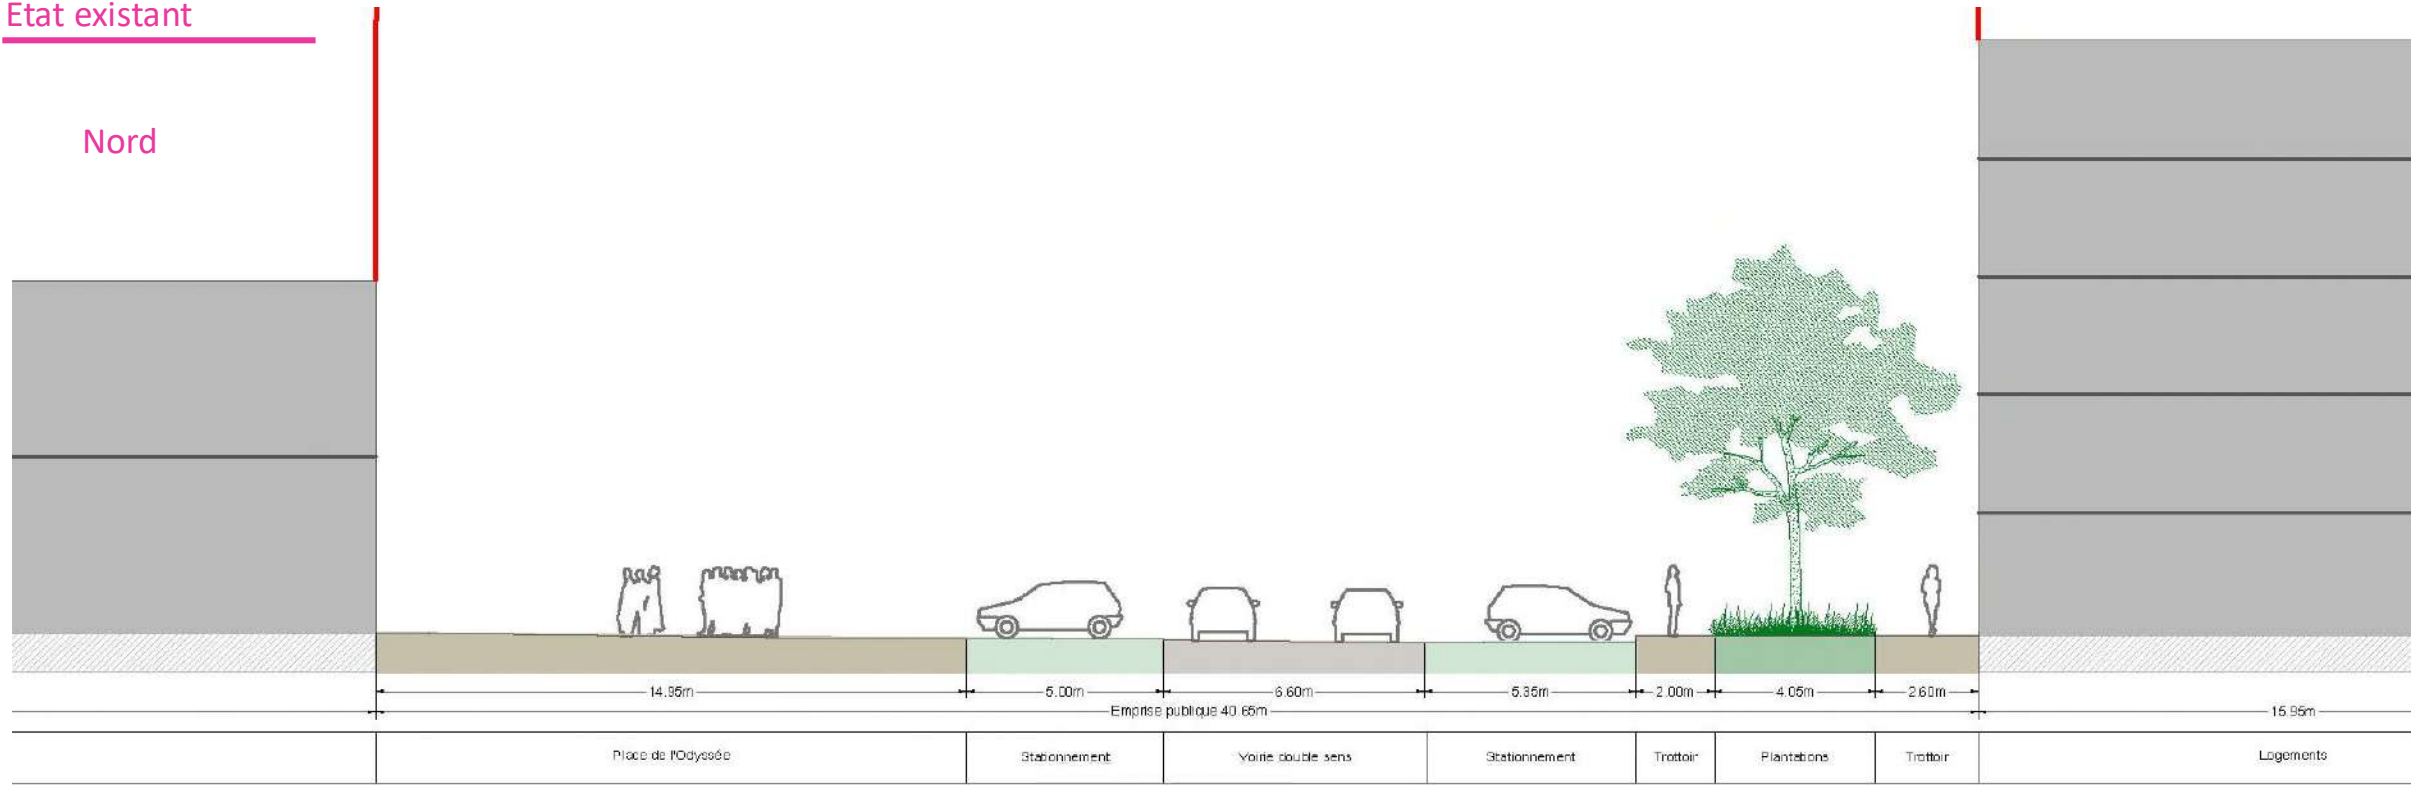 Etat existant
Nord
14.95m 5.00m 6.60m 5.35m 2.00m 4.05m 2.60m
Emprise publique 40.65m 15.95m
Place de l'Odyssée Stationnement Voirie double sens Stationnement Trottoir Plantations Trottoir Logements